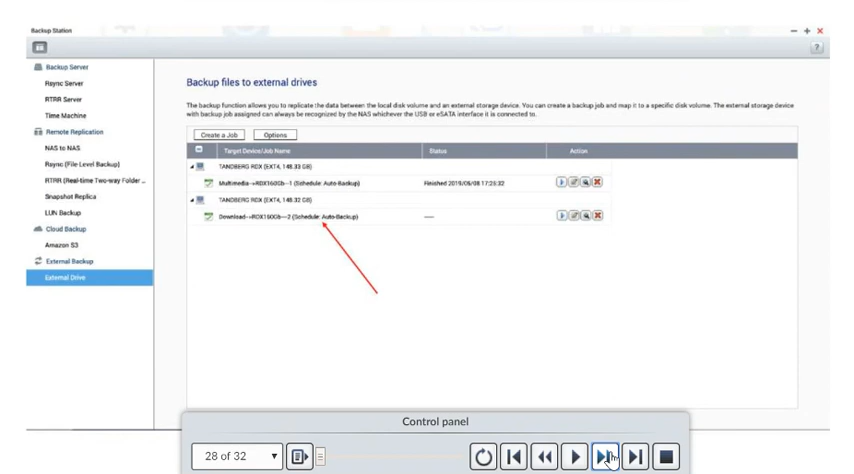 Backup Station
Backup Server
Rsync Server
RTRR Server
Time Machine
Remote Replication
NAS to NAS
Rsync (File Level Backup)
RTRR (Real-time Two-way Folder ...
Snapshot Replica
LUN Backup
Cloud Backup
Amazon S3
External Backup
External Drive
?
Backup files to external drives
The backup function allows you to replicate the data between the local disk volume and an external storage device. You can create a backup job and map it to a specific disk volume. The external storage device
with backup job assigned can always be recognized by the NAS whichever the USB or eSATA interface it is connected to.
Create a Job Options
Target Device/Job Name Status Action
TANDBERG RDX (EXT4, 148.33 GB)
Multimedia->RDX160Gb--1 (Schedule: Auto-Backup) Finished 2019/05/08 17:25:32
TANDBERG RDX (EXT4, 148.32 GB)
Download->RDX160Gb--2 (Schedule: Auto-Backup) ----
Control panel
28 of 32